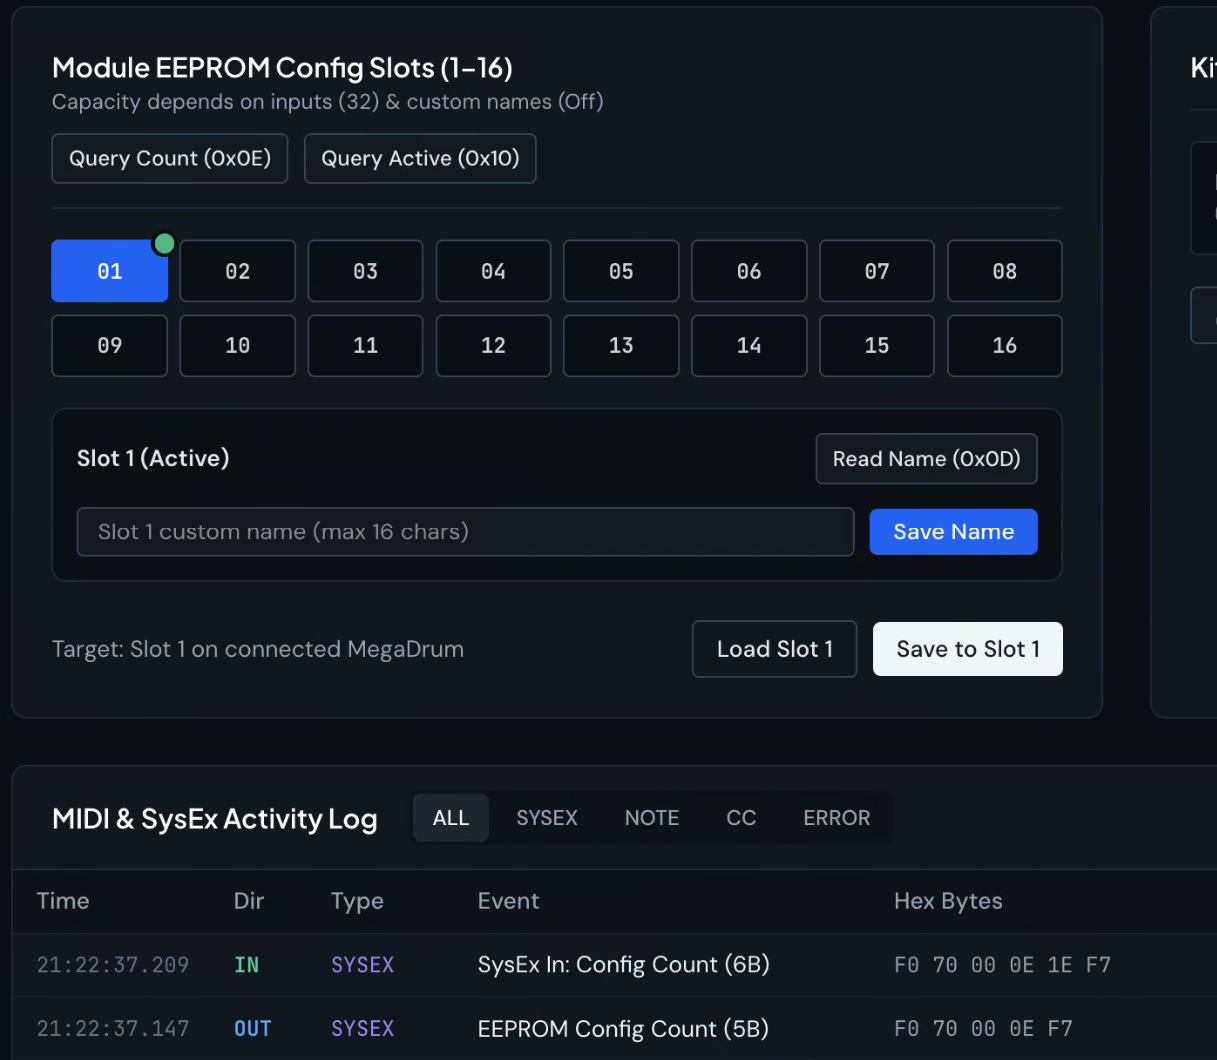 Module EEPROM Config Slots (1–16)
Capacity depends on inputs (32) & custom names (Off)
Query Count (0x0E) Query Active (0x10)
01 02 03 04 05 06 07 08
09 10 11 12 13 14 15 16
Slot 1 (Active) Read Name (0x0D)
Slot 1 custom name (max 16 chars) Save Name
Target: Slot 1 on connected MegaDrum Load Slot 1 Save to Slot 1
MIDI & SysEx Activity Log ALL SYSEX NOTE CC ERROR
Time Dir Type Event Hex Bytes
21:22:37.209 IN SYSEX SysEx In: Config Count (6B) F0 70 00 0E 1E F7
21:22:37.147 OUT SYSEX EEPROM Config Count (5B) F0 70 00 0E F7